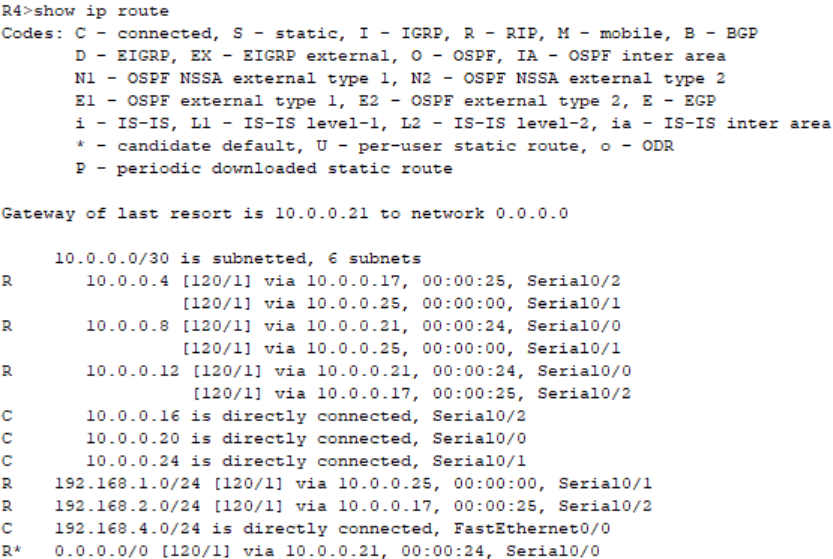 R4>show ip route
Codes: C - connected, S - static, I - IGRP, R - RIP, M - mobile, B - BGP
       D - EIGRP, EX - EIGRP external, O - OSPF, IA - OSPF inter area
       N1 - OSPF NSSA external type 1, N2 - OSPF NSSA external type 2
       E1 - OSPF external type 1, E2 - OSPF external type 2, E - EGP
       i - IS-IS, L1 - IS-IS level-1, L2 - IS-IS level-2, ia - IS-IS inter area
       * - candidate default, U - per-user static route, o - ODR
       P - periodic downloaded static route

Gateway of last resort is 10.0.0.21 to network 0.0.0.0

     10.0.0.0/30 is subnetted, 6 subnets
R       10.0.0.4 [120/1] via 10.0.0.17, 00:00:25, Serial0/2
                 [120/1] via 10.0.0.25, 00:00:00, Serial0/1
R       10.0.0.8 [120/1] via 10.0.0.21, 00:00:24, Serial0/0
                 [120/1] via 10.0.0.25, 00:00:00, Serial0/1
R       10.0.0.12 [120/1] via 10.0.0.21, 00:00:24, Serial0/0
                  [120/1] via 10.0.0.17, 00:00:25, Serial0/2
C       10.0.0.16 is directly connected, Serial0/2
C       10.0.0.20 is directly connected, Serial0/0
C       10.0.0.24 is directly connected, Serial0/1
R    192.168.1.0/24 [120/1] via 10.0.0.25, 00:00:00, Serial0/1
R    192.168.2.0/24 [120/1] via 10.0.0.17, 00:00:25, Serial0/2
C    192.168.4.0/24 is directly connected, FastEthernet0/0
R*   0.0.0.0/0 [120/1] via 10.0.0.21, 00:00:24, Serial0/0